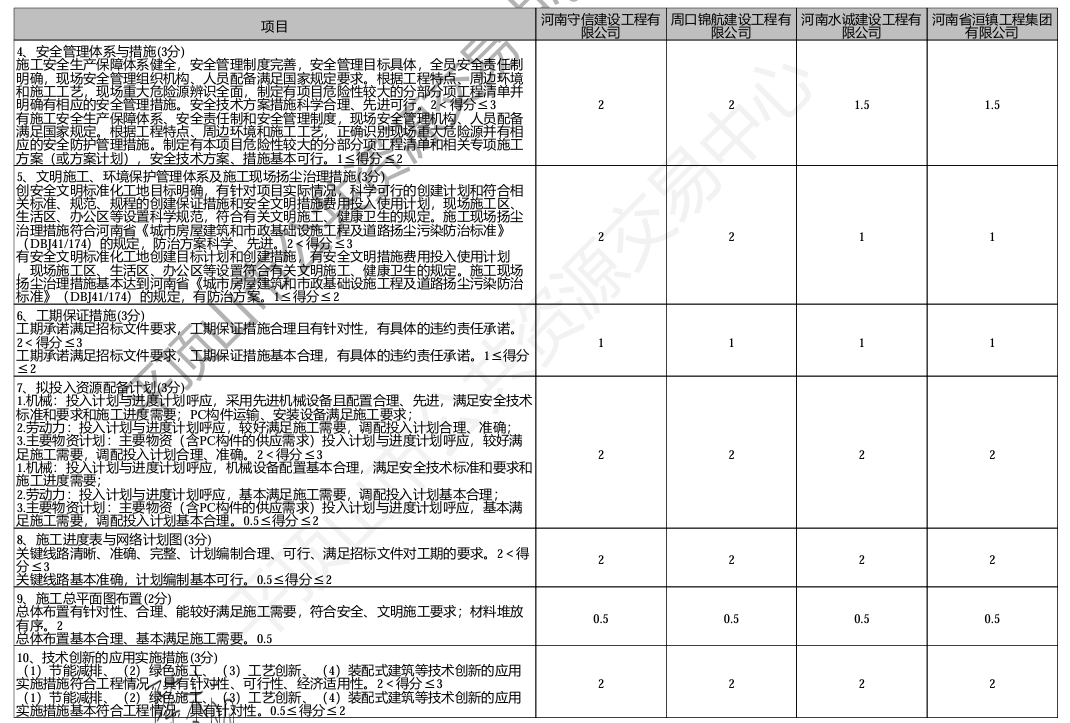 项目
河南守信建设工程有
限公司
周口锦航建设工程有
限公司
河南水诚建设工程有
限公司
河南省洹镇工程集团
有限公司
4、安全管理体系与措施(3分)
施工安全生产保障体系健全，安全管理制度完善，安全管理目标具体，全员安全责任制
明确，现场安全管理组织机构、人员配备满足国家规定要求。根据工程特点、周边环境
和施工工艺，现场重大危险源辨识全面，制定有项目危险性较大的分部分项工程清单并
明确有相应的安全管理措施。安全技术方案措施科学合理、先进可行。2<得分≤3
有施工安全生产保障体系、安全责任制和安全管理制度，现场安全管理机构、人员配备
满足国家规定。根据工程特点、周边环境和施工工艺，正确识别现场重大危险源并有相
应的安全防护管理措施。制定有本项目危险性较大的分部分项工程清单和相关专项施工
方案（或方案计划），安全技术方案、措施基本可行。1≤得分≤2
2
2
1.5
1.5
5、文明施工、环境保护管理体系及施工现场扬尘治理措施(3分)
创安全文明标准化工地目标明确，有针对项目实际情况、科学可行的创建计划和符合相
关标准、规范、规程的创建保证措施和安全文明措施费用投入使用计划，现场施工区、
生活区、办公区等设置科学规范，符合有关文明施工、健康卫生的规定。施工现场扬尘
治理措施符合河南省《城市房屋建筑和市政基础设施工程及道路扬尘污染防治标准》
（DBJ41/174）的规定，防治方案科学、先进。2<得分≤3
有安全文明标准化工地创建目标计划和创建措施，有安全文明措施费用投入使用计划
，现场施工区、生活区、办公区等设置符合有关文明施工、健康卫生的规定。施工现场
扬尘治理措施基本达到河南省《城市房屋建筑和市政基础设施工程及道路扬尘污染防治
标准》（DBJ41/174）的规定，有防治方案。1≤得分≤2
2
2
1
1
6、工期保证措施(3分)
工期承诺满足招标文件要求，工期保证措施合理且有针对性，有具体的违约责任承诺。
2<得分≤3
工期承诺满足招标文件要求，工期保证措施基本合理，有具体的违约责任承诺。1≤得分
≤2
1
1
1
1
7、拟投入资源配备计划(3分)
1.机械：投入计划与进度计划呼应，采用先进机械设备且配置合理、先进，满足安全技术
标准和要求和施工进度需要；PC构件运输、安装设备满足施工要求；
2.劳动力：投入计划与进度计划呼应，较好满足施工需要，调配投入计划合理、准确；
3.主要物资计划：主要物资（含PC构件的供应需求）投入计划与进度计划呼应，较好满
足施工需要，调配投入计划合理、准确。2<得分≤3
1.机械：投入计划与进度计划呼应，机械设备配置基本合理，满足安全技术标准和要求和
施工进度需要；
2.劳动力：投入计划与进度计划呼应，基本满足施工需要，调配投入计划基本合理；
3.主要物资计划：主要物资（含PC构件的供应需求）投入计划与进度计划呼应，基本满
足施工需要，调配投入计划基本合理。0.5≤得分≤2
2
2
2
2
8、施工进度表与网络计划图(3分)
关键线路清晰、准确、完整、计划编制合理、可行、满足招标文件对工期的要求。2<得
分≤3
关键线路基本准确，计划编制基本可行。0.5≤得分≤2
2
2
2
2
9、施工总平面图布置(2分)
总体布置有针对性、合理、能较好满足施工需要，符合安全、文明施工要求；材料堆放
有序。2
总体布置基本合理、基本满足施工需要。0.5
0.5
0.5
0.5
0.5
10、技术创新的应用实施措施(3分)
（1）节能减排、（2）绿色施工、（3）工艺创新、（4）装配式建筑等技术创新的应用
实施措施符合工程情况，具有针对性、可行性、经济适用性。2<得分≤3
（1）节能减排、（2）绿色施工、（3）工艺创新、（4）装配式建筑等技术创新的应用
实施措施基本符合工程情况，具有针对性。0.5≤得分≤2
2
2
2
2
平顶山市公共资源交易中心